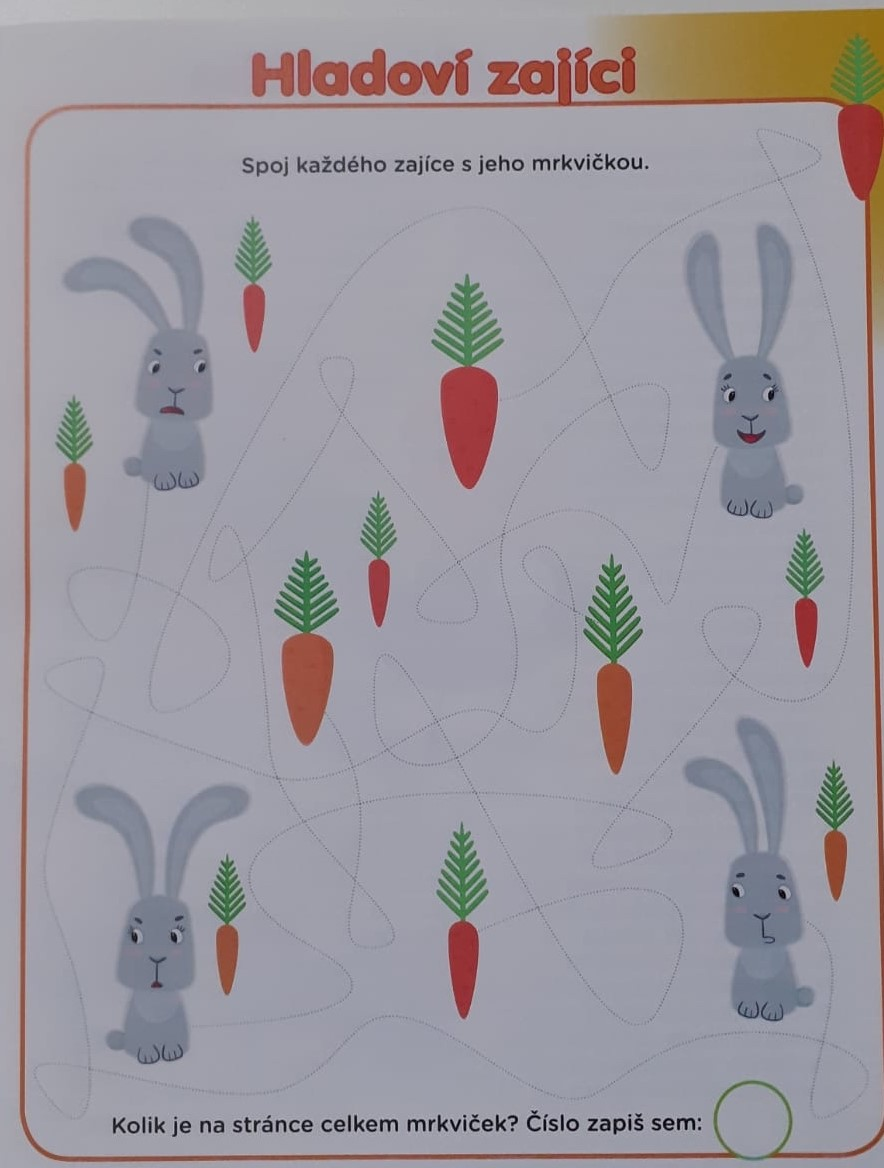 Hladoví zajíci
Spoj každého zajíce s jeho mrkvičkou.
Kolik je na stránce celkem mrkviček? Číslo zapiš sem: